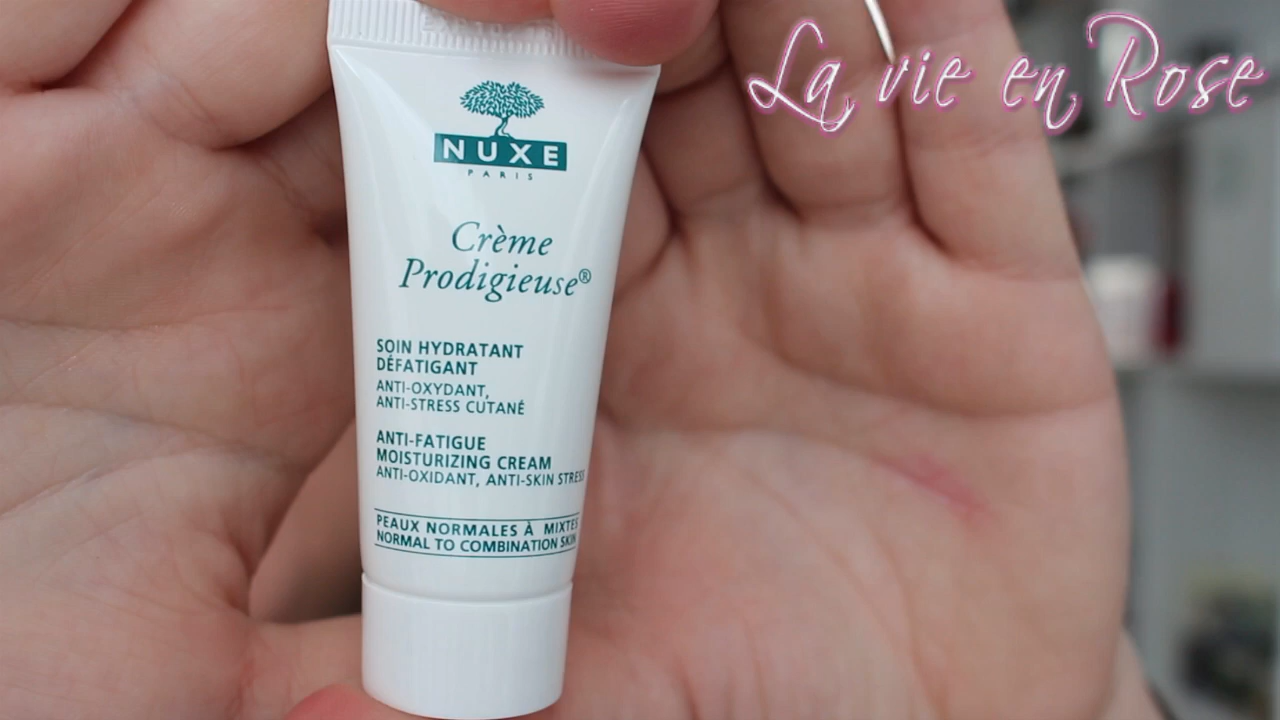 La vie en Rose
NUXE
PARIS
Crème
Prodigieuse®
SOIN HYDRATANT
DÉFATIGANT
ANTI-OXYDANT,
ANTI-STRESS CUTANÉ
ANTI-FATIGUE
MOISTURIZING CREAM
ANTI-OXIDANT, ANTI-SKIN STRESS
PEAUX NORMALES À MIXTES
NORMAL TO COMBINATION SKIN